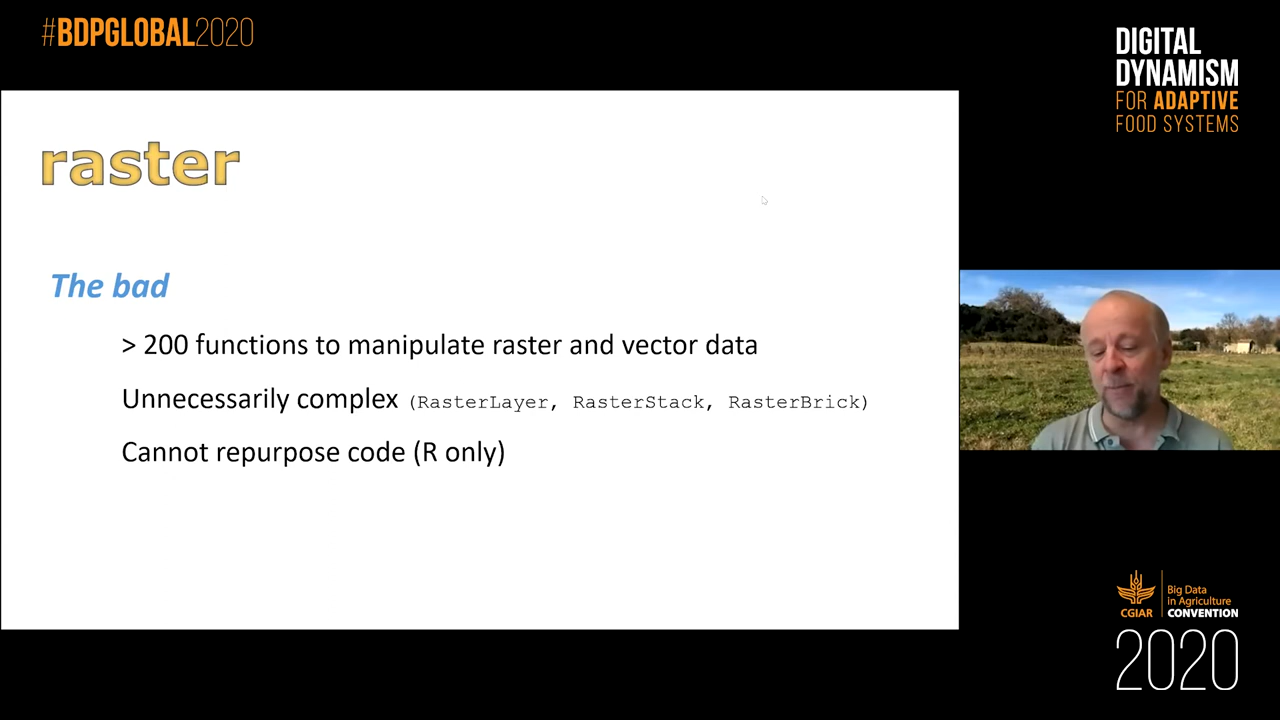 #BDPGLOBAL2020
DIGITAL
DYNAMISM
FOR ADAPTIVE
FOOD SYSTEMS
raster
The bad
> 200 functions to manipulate raster and vector data
Unnecessarily complex (RasterLayer, RasterStack, RasterBrick)
Cannot repurpose code (R only)
CGIAR
Big Data
in Agriculture
CONVENTION
2020